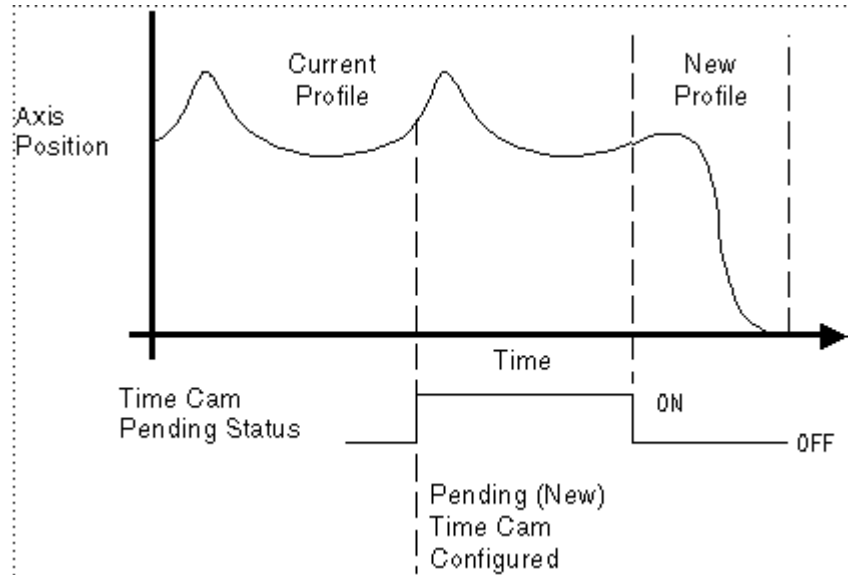 Current
Profile
New
Profile
Axis
Position
Time
Time Cam
Pending Status
ON
OFF
Pending (New)
Time Cam
Configured